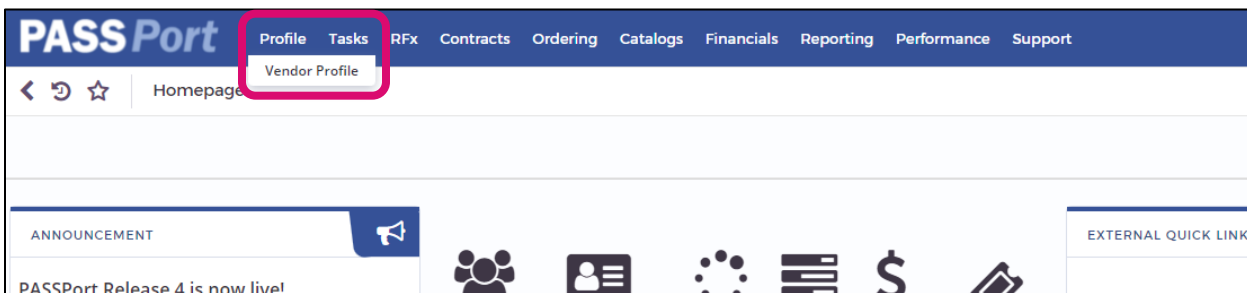 PASSPort Profile Tasks RFx Contracts Ordering Catalogs Financials Reporting Performance Support
Vendor Profile
Homepage
ANNOUNCEMENT
EXTERNAL QUICK LINK
PASSPort Release 4 is now live!